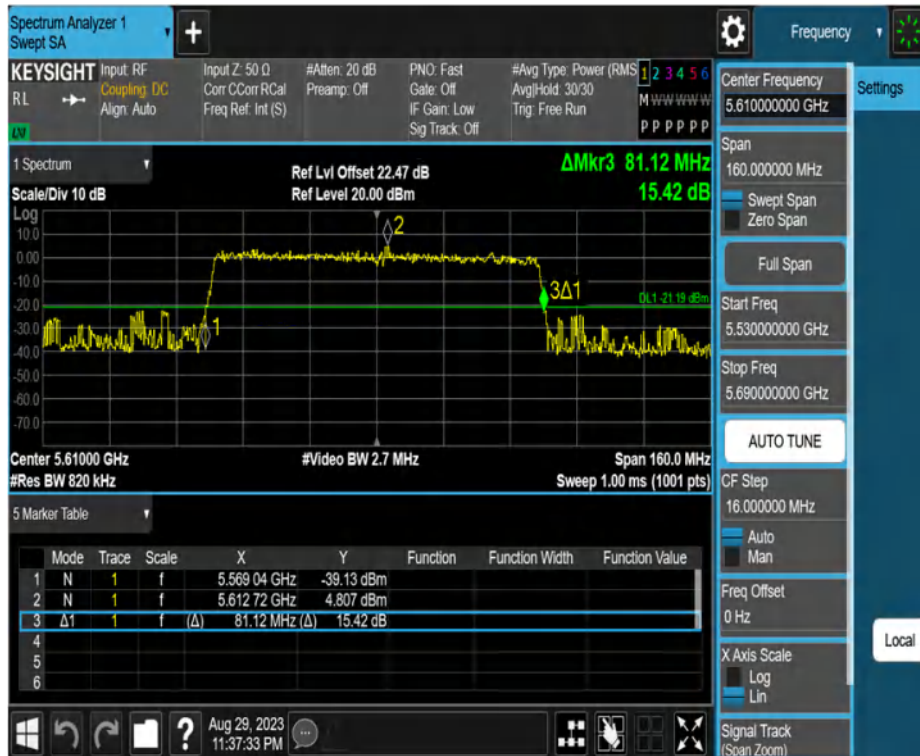 Spectrum Analyzer 1
Swept SA
Frequency
KEYSIGHT
RL
LNI
Input: RF
Coupling: DC
Align: Auto
Input Z: 50 Ω
Corr CCorr RCal
Freq Ref: Int (S)
#Atten: 20 dB
Preamp: Off
PNO: Fast
Gate: Off
IF Gain: Low
Sig Track: Off
#Avg Type: Power (RMS
Avg|Hold: 30/30
Trig: Free Run
1 2 3 4 5 6
M W W W W W
P P P P P P
Center Frequency
5.610000000 GHz
Settings
1 Spectrum
Scale/Div 10 dB
Ref Lvl Offset 22.47 dB
Ref Level 20.00 dBm
ΔMkr3 81.12 MHz
15.42 dB
Span
160.000000 MHz
Swept Span
Zero Span
Full Span
Start Freq
5.530000000 GHz
Stop Freq
5.690000000 GHz
AUTO TUNE
CF Step
16.000000 MHz
Auto
Man
Freq Offset
0 Hz
X Axis Scale
Log
Lin
Signal Track
(Span Zoom)
Local
Log
10.0
0.00
-10.0
-20.0
-30.0
-40.0
-50.0
-60.0
-70.0
2
3Δ1
1
DL1 -21.19 dBm
Center 5.61000 GHz
#Res BW 820 kHz
#Video BW 2.7 MHz
Span 160.0 MHz
Sweep 1.00 ms (1001 pts)
5 Marker Table
Mode Trace Scale X Y Function Function Width Function Value
1 N 1 f 5.569 04 GHz -39.13 dBm
2 N 1 f 5.612 72 GHz 4.807 dBm
3 Δ1 1 f (Δ) 81.12 MHz (Δ) 15.42 dB
4
5
6
?
Aug 29, 2023
11:37:33 PM